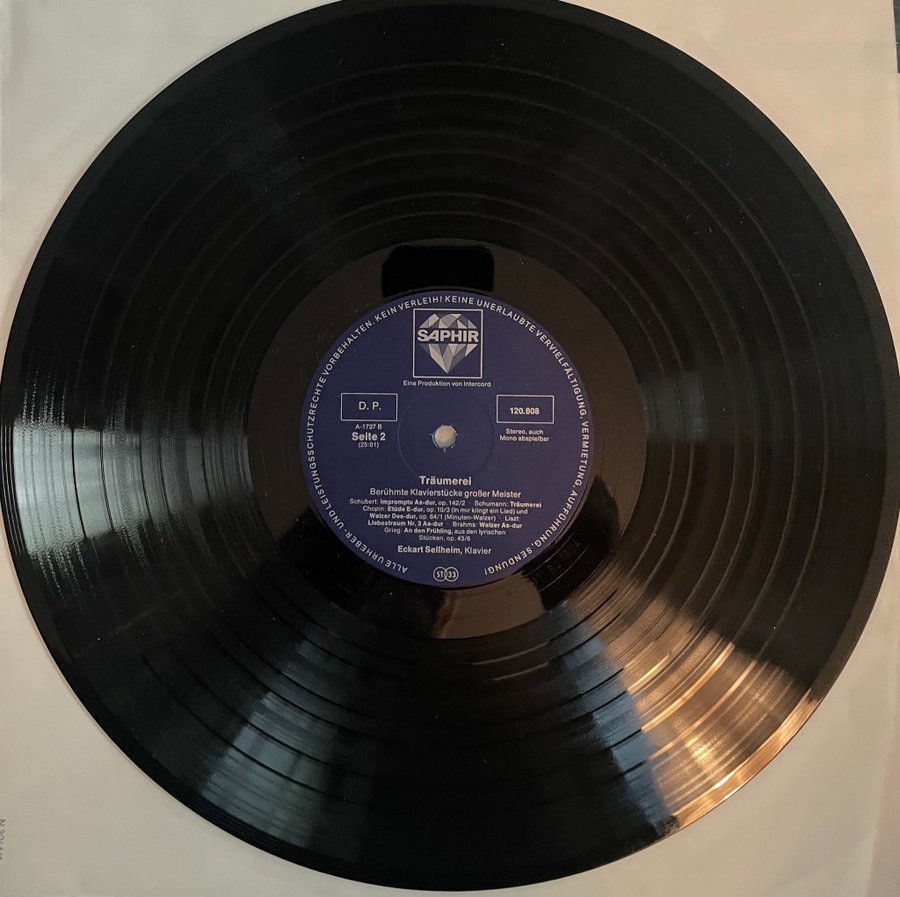 ALLE URHEBER- UND LEISTUNGSSCHUTZRECHTE VORBEHALTEN. KEIN VERLEIH! KEINE UNERLAUBTE VERVIELFÄLTIGUNG, VERMIETUNG, AUFFÜHRUNG, SENDUNG!
SAPHIR
Eine Produktion von Intercord
D. P.
A-1737 B
Seite 2
(25:01)
120.808
Stereo, auch
Mono abspielbar
Träumerei
Berühmte Klavierstücke großer Meister
Schubert: Impromptu As-dur, op. 142/2 · Schumann: Träumerei
Chopin: Etüde E-dur, op. 10/3 (In mir klingt ein Lied) und
Walzer Des-dur, op. 64/1 (Minuten-Walzer) · Liszt:
Liebestraum Nr. 3 As-dur · Brahms: Walzer As-dur
Grieg: An den Frühling, aus den lyrischen
Stücken, op. 43/6
Eckart Sellheim, Klavier
ST 33